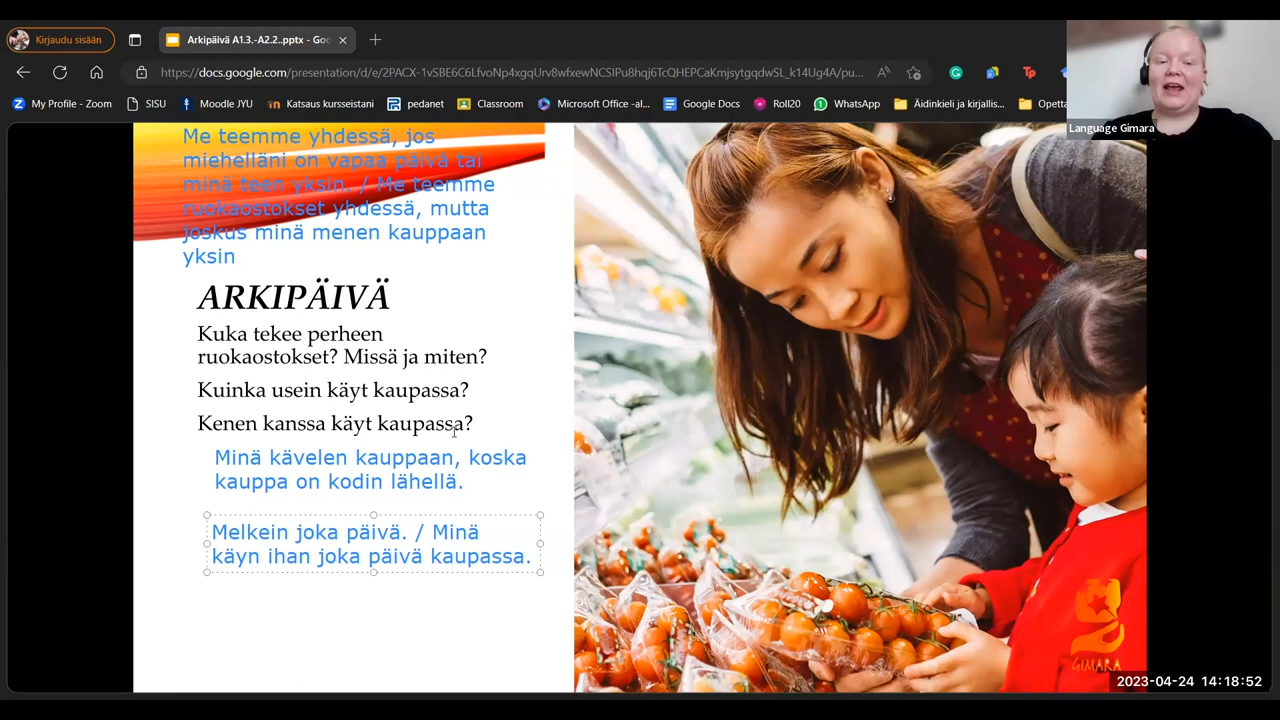 Kirjaudu sisään
Arkipäivä A1.3.-A2.2..pptx - Goo
https://docs.google.com/presentation/d/e/2PACX-1vSBE6C6LfvoNp4xgqUrv8wfxewNCSIPu8hqj6TcQHEPCaKmjsytgqdwSL_k14Ug4A/pu...
My Profile - Zoom
SISU
Moodle JYU
Katsaus kursseistani
pedanet
Classroom
Microsoft Office -al...
Google Docs
Roll20
WhatsApp
Äidinkieli ja kirjallis...
Opetta
Language Gimara
Me teemme yhdessä, jos
miehelläni on vapaa päivä tai
minä teen yksin. / Me teemme
ruokaostokset yhdessä, mutta
joskus minä menen kauppaan
yksin
ARKIPÄIVÄ
Kuka tekee perheen
ruokaostokset? Missä ja miten?
Kuinka usein käyt kaupassa?
Kenen kanssa käyt kaupassa?
Minä kävelen kauppaan, koska
kauppa on kodin lähellä.
Melkein joka päivä. / Minä
käyn ihan joka päivä kaupassa.
GIMARA
2023-04-24 14:18:52